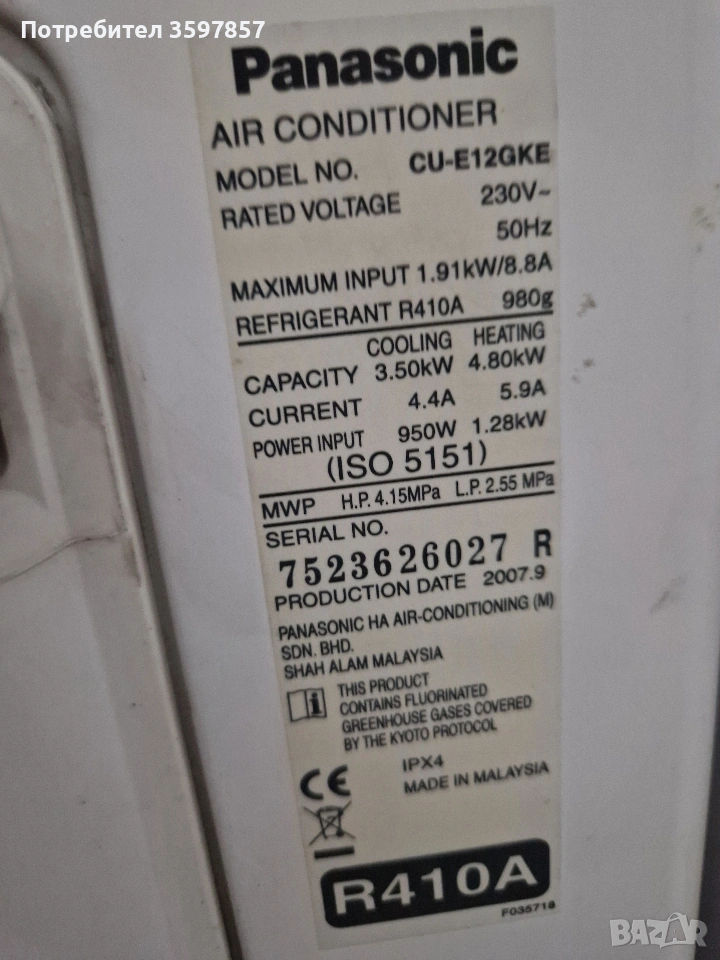 Потребител 3597857
Panasonic
AIR CONDITIONER
MODEL NO. CU-E12GKE
RATED VOLTAGE 230V~
50Hz
MAXIMUM INPUT 1.91kW/8.8A
REFRIGERANT R410A 980g
COOLING HEATING
CAPACITY 3.50kW 4.80kW
CURRENT 4.4A 5.9A
POWER INPUT 950W 1.28kW
(ISO 5151)
MWP H.P. 4.15MPa L.P. 2.55 MPa
SERIAL NO.
7523626027 R
PRODUCTION DATE 2007.9
PANASONIC HA AIR-CONDITIONING (M)
SDN. BHD.
SHAH ALAM MALAYSIA
THIS PRODUCT
CONTAINS FLUORINATED
GREENHOUSE GASES COVERED
BY THE KYOTO PROTOCOL
CE IPX4
MADE IN MALAYSIA
R410A
F035718
BAZAR